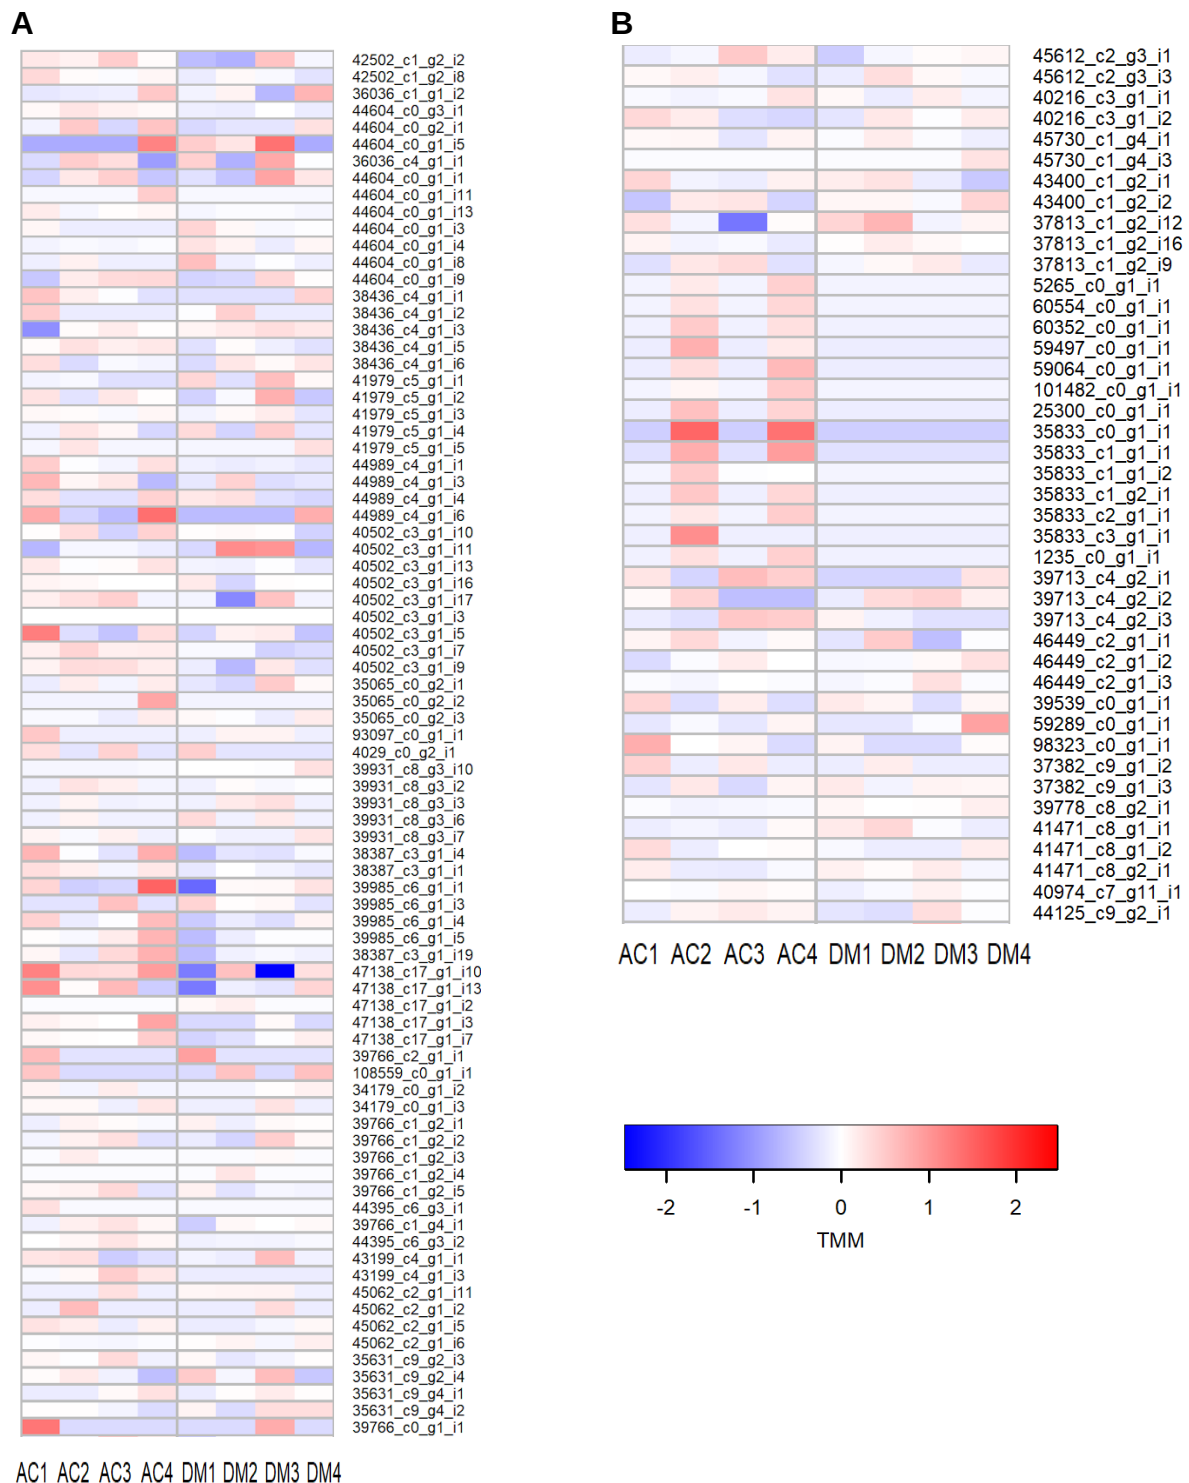 A
42502_c1_g2_i2
42502_c1_g2_i8
36036_c1_g1_i2
44604_c0_g3_i1
44604_c0_g2_i1
44604_c0_g1_i5
36036_c4_g1_i1
44604_c0_g1_i1
44604_c0_g1_i11
44604_c0_g1_i13
44604_c0_g1_i3
44604_c0_g1_i4
44604_c0_g1_i8
44604_c0_g1_i9
38436_c4_g1_i1
38436_c4_g1_i2
38436_c4_g1_i3
38436_c4_g1_i5
38436_c4_g1_i6
41979_c5_g1_i1
41979_c5_g1_i2
41979_c5_g1_i3
41979_c5_g1_i4
41979_c5_g1_i5
44989_c4_g1_i1
44989_c4_g1_i3
44989_c4_g1_i4
44989_c4_g1_i6
40502_c3_g1_i10
40502_c3_g1_i11
40502_c3_g1_i13
40502_c3_g1_i16
40502_c3_g1_i17
40502_c3_g1_i3
40502_c3_g1_i5
40502_c3_g1_i7
40502_c3_g1_i9
35065_c0_g2_i1
35065_c0_g2_i2
35065_c0_g2_i3
93097_c0_g1_i1
4029_c0_g2_i1
39931_c8_g3_i10
39931_c8_g3_i2
39931_c8_g3_i3
39931_c8_g3_i6
39931_c8_g3_i7
38387_c3_g1_i4
38387_c3_g1_i1
39985_c6_g1_i1
39985_c6_g1_i3
39985_c6_g1_i4
39985_c6_g1_i5
38387_c3_g1_i19
47138_c17_g1_i10
47138_c17_g1_i13
47138_c17_g1_i2
47138_c17_g1_i3
47138_c17_g1_i7
39766_c2_g1_i1
108559_c0_g1_i1
34179_c0_g1_i2
34179_c0_g1_i3
39766_c1_g2_i1
39766_c1_g2_i2
39766_c1_g2_i3
39766_c1_g2_i4
39766_c1_g2_i5
44395_c6_g3_i1
39766_c1_g4_i1
44395_c6_g3_i2
43199_c4_g1_i1
43199_c4_g1_i3
45062_c2_g1_i11
45062_c2_g1_i2
45062_c2_g1_i5
45062_c2_g1_i6
35631_c9_g2_i3
35631_c9_g2_i4
35631_c9_g4_i1
35631_c9_g4_i2
39766_c0_g1_i1
AC1 AC2 AC3 AC4 DM1 DM2 DM3 DM4
B
45612_c2_g3_i1
45612_c2_g3_i3
40216_c3_g1_i1
40216_c3_g1_i2
45730_c1_g4_i1
45730_c1_g4_i3
43400_c1_g2_i1
43400_c1_g2_i2
37813_c1_g2_i12
37813_c1_g2_i16
37813_c1_g2_i9
5265_c0_g1_i1
60554_c0_g1_i1
60352_c0_g1_i1
59497_c0_g1_i1
59064_c0_g1_i1
101482_c0_g1_i1
25300_c0_g1_i1
35833_c0_g1_i1
35833_c1_g1_i1
35833_c1_g1_i2
35833_c1_g2_i1
35833_c2_g1_i1
35833_c3_g1_i1
1235_c0_g1_i1
39713_c4_g2_i1
39713_c4_g2_i2
39713_c4_g2_i3
46449_c2_g1_i1
46449_c2_g1_i2
46449_c2_g1_i3
39539_c0_g1_i1
59289_c0_g1_i1
98323_c0_g1_i1
37382_c9_g1_i2
37382_c9_g1_i3
39778_c8_g2_i1
41471_c8_g1_i1
41471_c8_g1_i2
41471_c8_g2_i1
40974_c7_g11_i1
44125_c9_g2_i1
AC1 AC2 AC3 AC4 DM1 DM2 DM3 DM4
-2 -1 0 1 2
TMM